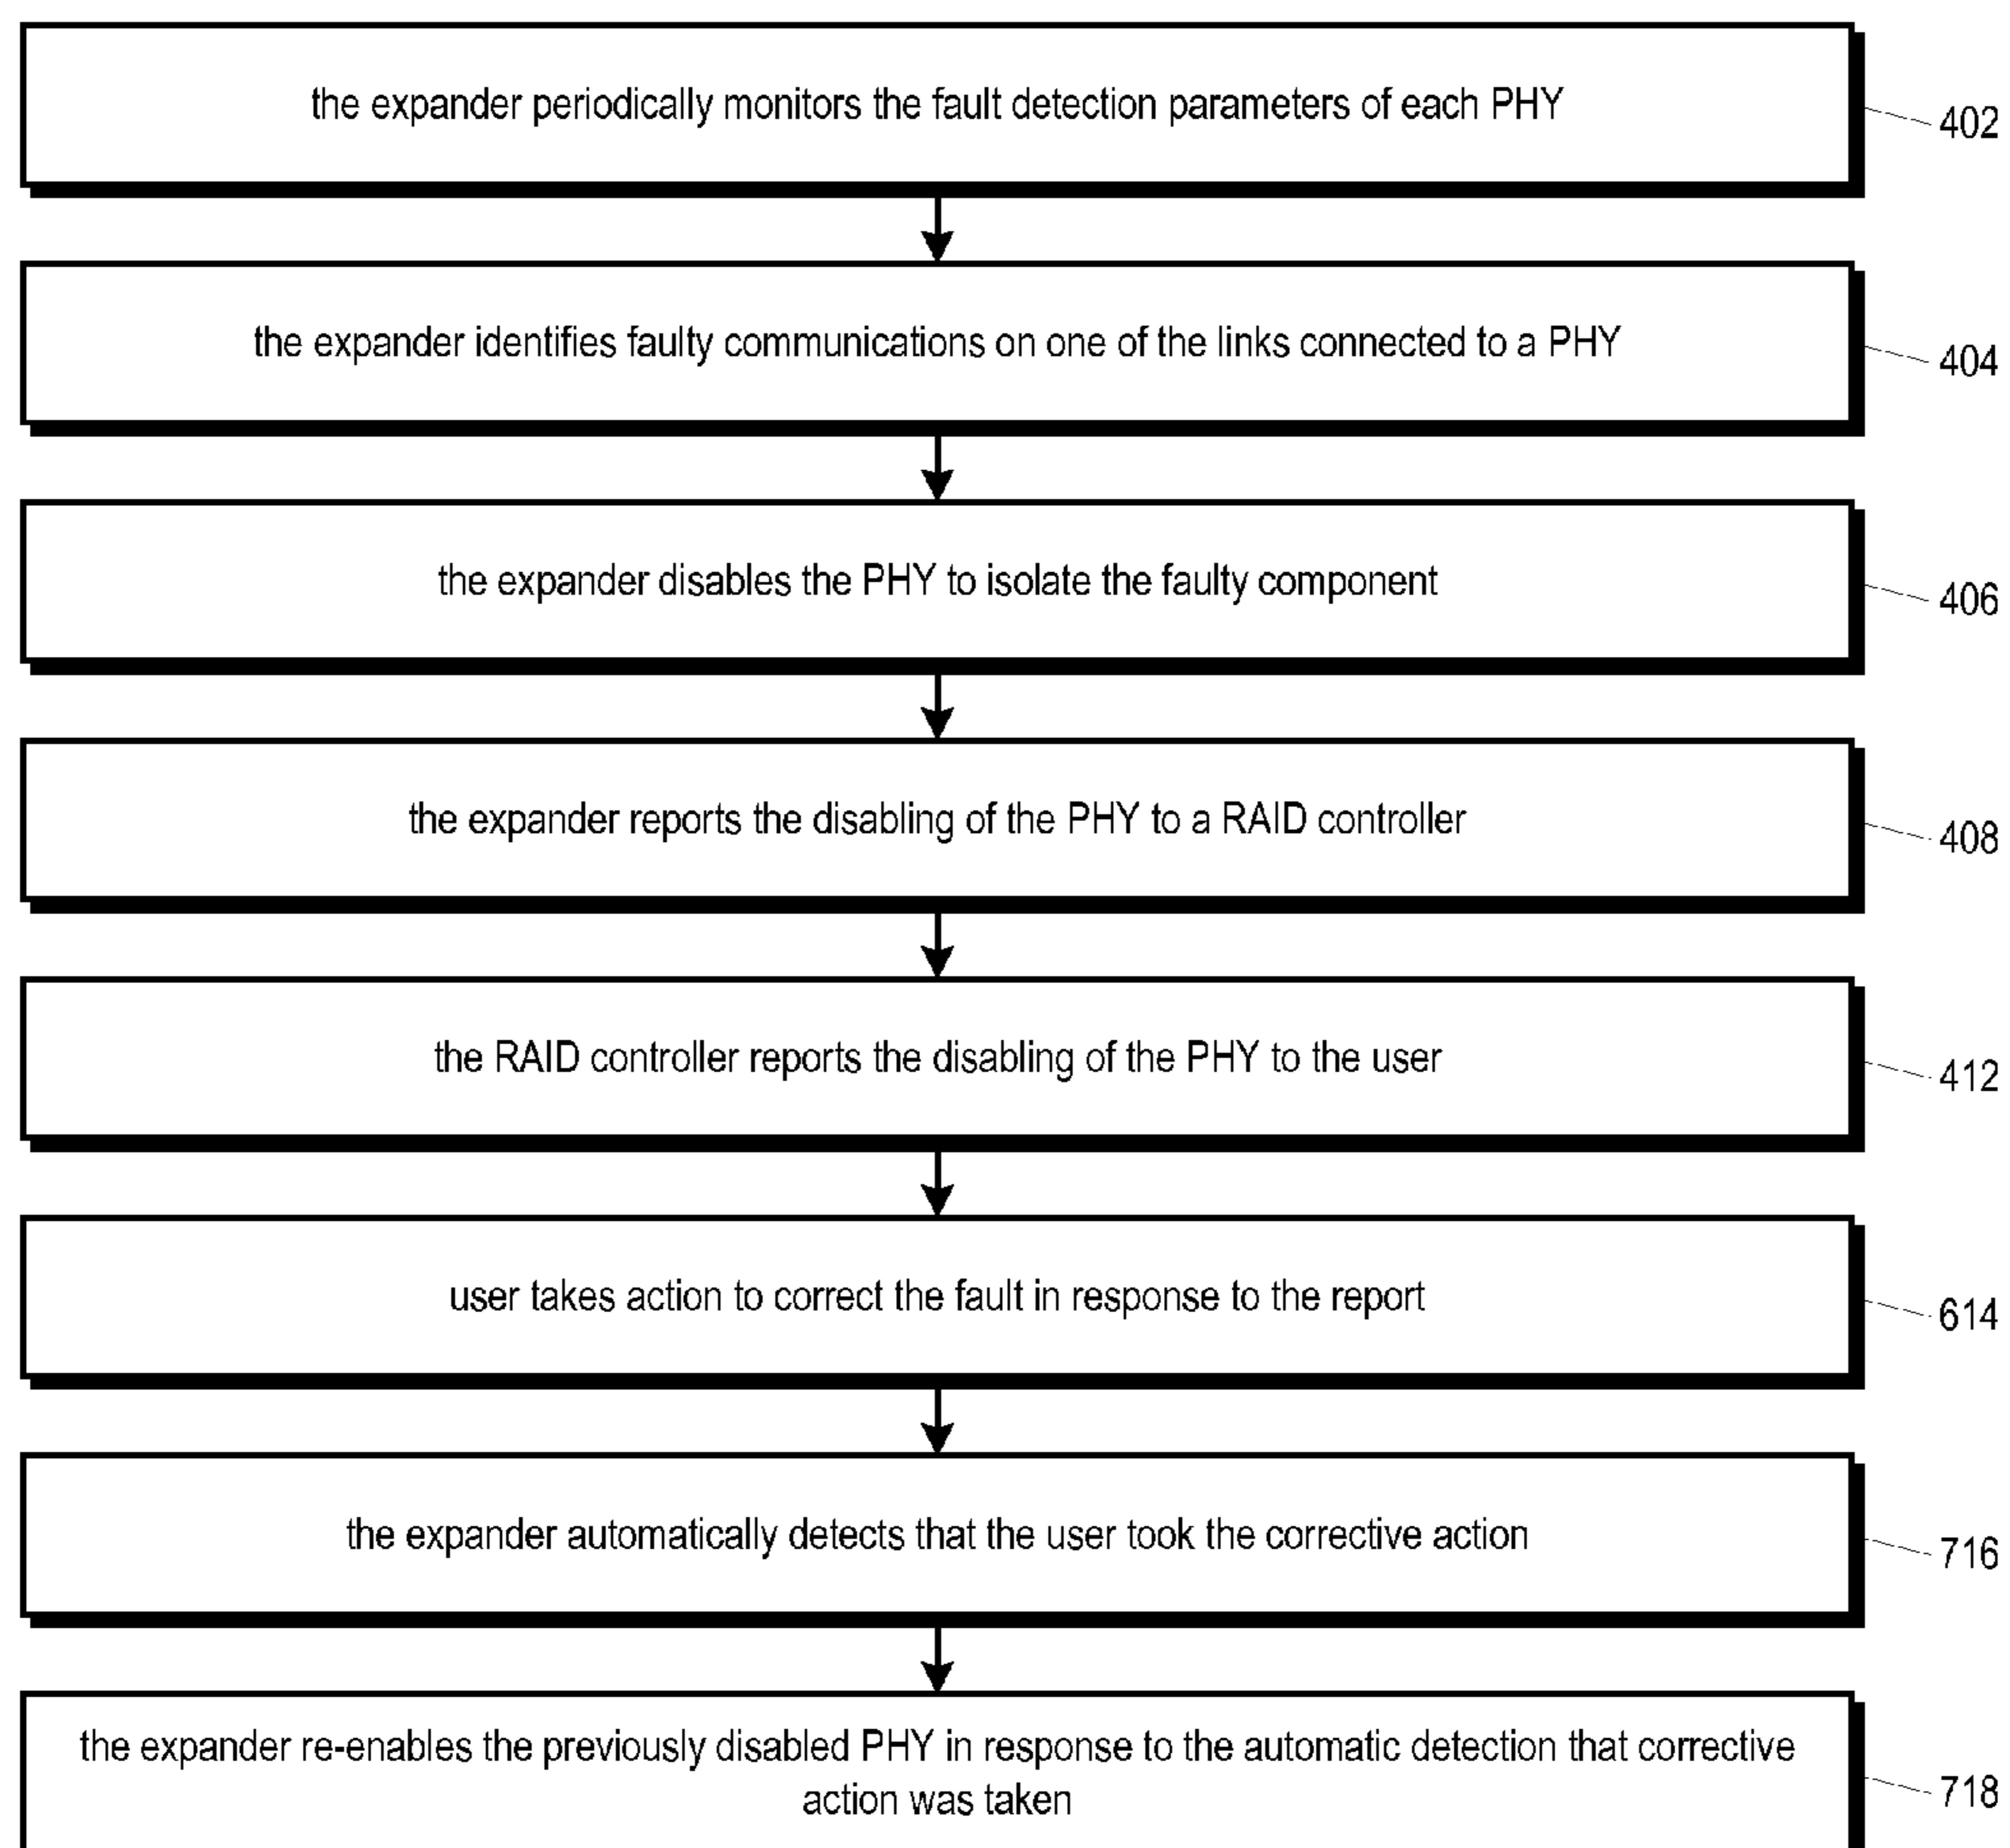 the expander periodically monitors the fault detection parameters of each PHY
402
the expander identifies faulty communications on one of the links connected to a PHY
404
the expander disables the PHY to isolate the faulty component
406
the expander reports the disabling of the PHY to a RAID controller
408
the RAID controller reports the disabling of the PHY to the user
412
user takes action to correct the fault in response to the report
614
the expander automatically detects that the user took the corrective action
716
the expander re-enables the previously disabled PHY in response to the automatic detection that corrective
action was taken
718